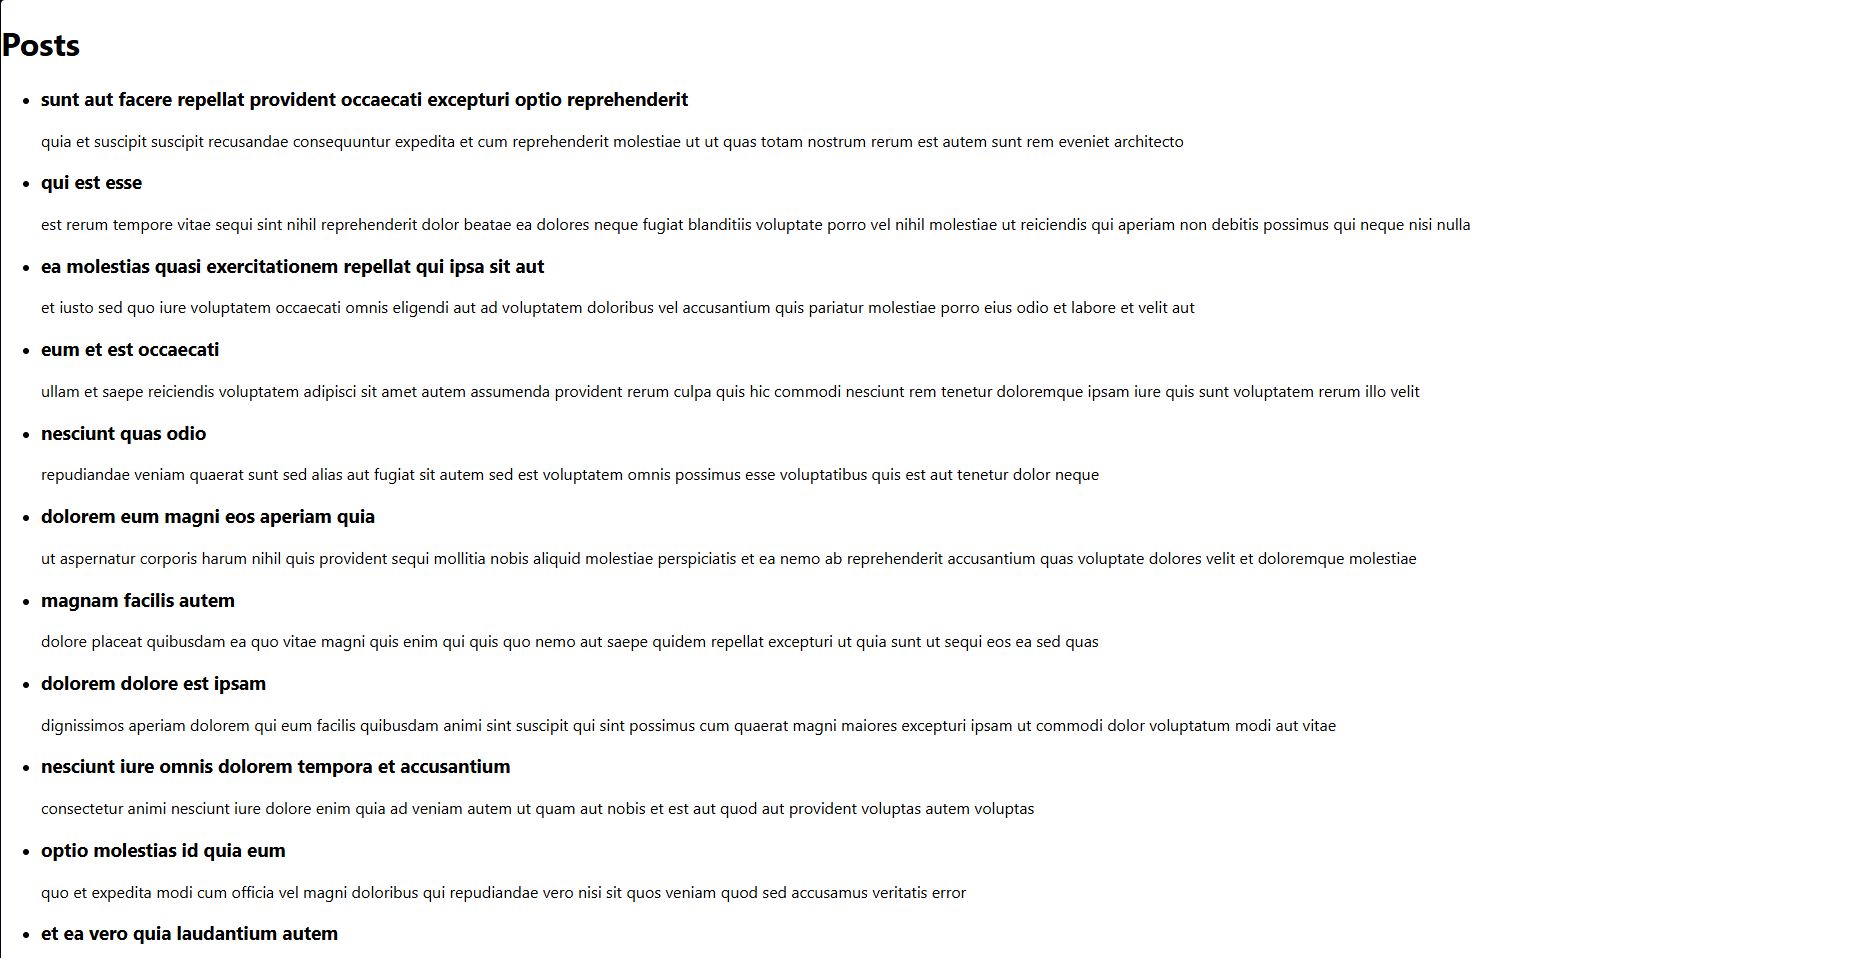 Posts
sunt aut facere repellat provident occaecati excepturi optio reprehenderit
quia et suscipit suscipit recusandae consequuntur expedita et cum reprehenderit molestiae ut ut quas totam nostrum rerum est autem sunt rem eveniet architecto
qui est esse
est rerum tempore vitae sequi sint nihil reprehenderit dolor beatae ea dolores neque fugiat blanditiis voluptate porro vel nihil molestiae ut reiciendis qui aperiam non debitis possimus qui neque nisi nulla
ea molestias quasi exercitationem repellat qui ipsa sit aut
et iusto sed quo iure voluptatem occaecati omnis eligendi aut ad voluptatem doloribus vel accusantium quis pariatur molestiae porro eius odio et labore et velit aut
eum et est occaecati
ullam et saepe reiciendis voluptatem adipisci sit amet autem assumenda provident rerum culpa quis hic commodi nesciunt rem tenetur doloremque ipsam iure quis sunt voluptatem rerum illo velit
nesciunt quas odio
repudiandae veniam quaerat sunt sed alias aut fugiat sit autem sed est voluptatem omnis possimus esse voluptatibus quis est aut tenetur dolor neque
dolorem eum magni eos aperiam quia
ut aspernatur corporis harum nihil quis provident sequi mollitia nobis aliquid molestiae perspiciatis et ea nemo ab reprehenderit accusantium quas voluptate dolores velit et doloremque molestiae
magnam facilis autem
dolore placeat quibusdam ea quo vitae magni quis enim qui quis quo nemo aut saepe quidem repellat excepturi ut quia sunt ut sequi eos ea sed quas
dolorem dolore est ipsam
dignissimos aperiam dolorem qui eum facilis quibusdam animi sint suscipit qui sint possimus cum quaerat magni maiores excepturi ipsam ut commodi dolor voluptatum modi aut vitae
nesciunt iure omnis dolorem tempora et accusantium
consectetur animi nesciunt iure dolore enim quia ad veniam autem ut quam aut nobis et est aut quod aut provident voluptas autem voluptas
optio molestias id quia eum
quo et expedita modi cum officia vel magni doloribus qui repudiandae vero nisi sit quos veniam quod sed accusamus veritatis error
et ea vero quia laudantium autem